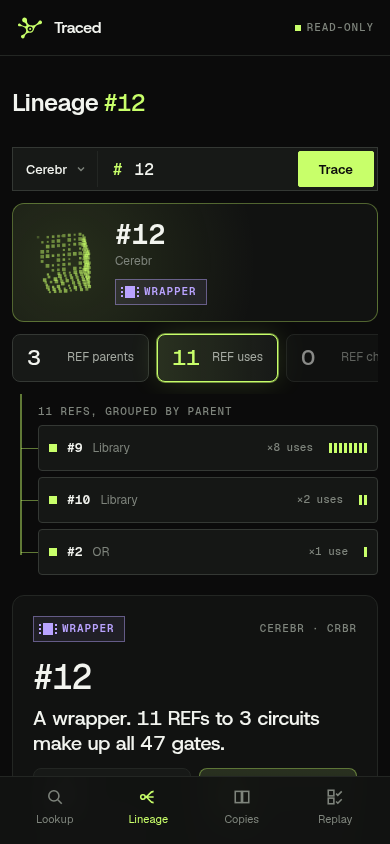 Traced
READ-ONLY
Lineage #12
Cerebr # 12 Trace
#12
Cerebr
WRAPPER
3 REF parents
11 REF uses
0 REF ch
11 REFS, GROUPED BY PARENT
#9 Library ×8 uses
#10 Library ×2 uses
#2 OR ×1 use
WRAPPER
CEREBR · CRBR
#12
A wrapper. 11 REFs to 3 circuits
make up all 47 gates.
Lookup
Lineage
Copies
Replay